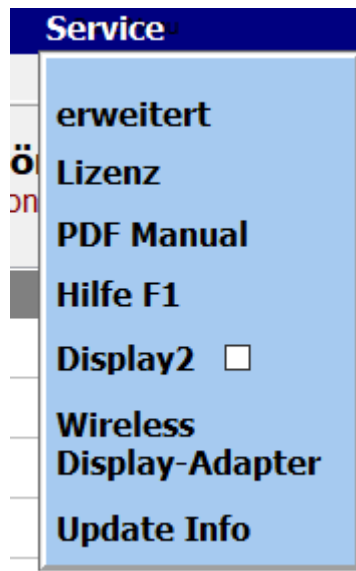 Service
erweitert
Lizenz
PDF Manual
Hilfe F1
Display2
Wireless
Display-Adapter
Update Info